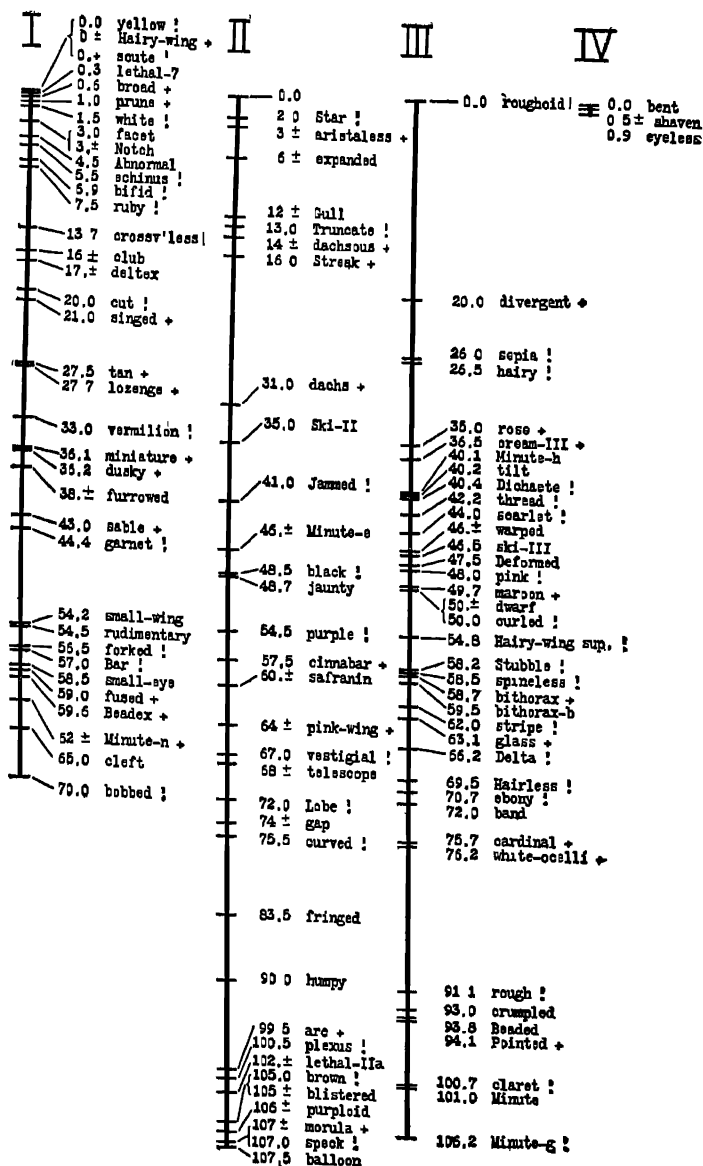 I
0.0 yellow !
0 ± Hairy-wing +
0.+ scute !
0.3 lethal-7
0.6 broad +
1.0 prune +
1.5 white !
3.0 facet
3.± Notch
4.5 Abnormal
5.5 echinus !
5.9 bifid !
7.5 ruby !
13 7 crossv'less !
16 ± club
17.± deltex
20.0 cut !
21.0 singed +
27.5 tan +
27 7 lozenge +
33.0 vermilion !
36.1 miniature +
36.2 dusky +
38.± furrowed
43.0 sable +
44.4 garnet !
54.2 small-wing
54.5 rudimentary
56.5 forked !
57.0 Bar !
58.5 small-eye
59.0 fused +
59.6 Beadex +
62 ± Minute-n +
65.0 cleft
70.0 bobbed !
II
0.0
2 0 Star !
3 ± aristaless +
6 ± expanded
12 ± Gull
13.0 Truncate !
14 ± dachsous +
16 0 Streak +
31.0 dachs +
35.0 Ski-II
41.0 Jammed !
46.± Minute-e
48.5 black !
48.7 jaunty
54.5 purple !
57.5 cinnabar +
60.± safranin
64 ± pink-wing +
67.0 vestigial !
68 ± telescope
72.0 Lobe !
74 ± gap
75.5 curved !
83.5 fringed
90 0 humpy
99 5 arc +
100.5 plexus !
102.± lethal-IIa
105.0 brown !
105 ± blistered
106 ± purploid
107 ± morula +
107.0 speck !
107.5 balloon
III
0.0 roughoid !
20.0 divergent +
26 0 sepia !
26.5 hairy !
35.0 rose +
36.5 cream-III +
40.1 Minute-h
40.2 tilt
40.4 Dichaete !
42.2 thread !
44.0 scarlet !
46.± warped
46.5 ski-III
47.5 Deformed
48.0 pink !
49.7 maroon +
50.± dwarf
50.0 curled !
54.8 Hairy-wing sup. !
58.2 Stubble !
58.5 spineless !
58.7 bithorax +
59.5 bithorax-b
62.0 stripe !
63.1 glass +
66.2 Delta !
69.5 Hairless !
70.7 ebony !
72.0 band
75.7 cardinal +
76.2 white-ocelli +
91 1 rough !
93.0 crumpled
93.8 Beaded
94.1 Pointed +
100.7 claret !
101.0 Minute
106.2 Minute-g !
IV
0.0 bent
0 5± shaven
0.9 eyeless